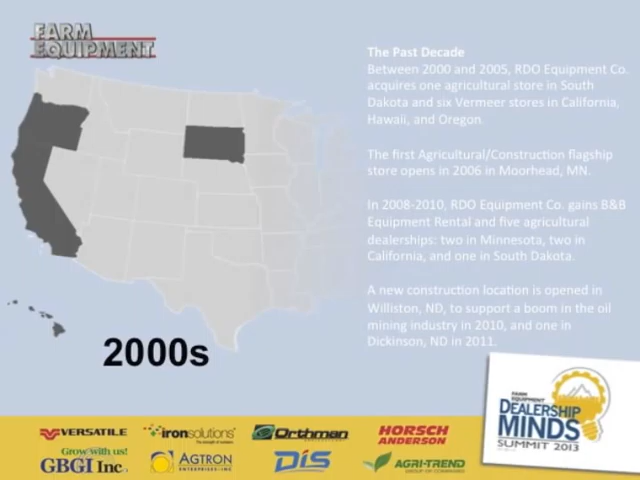 FARM
EQUIPMENT
The Past Decade
Between 2000 and 2005, RDO Equipment Co.
acquires one agricultural store in South
Dakota and six Vermeer stores in California,
Hawaii, and Oregon.
The first Agricultural/Construction flagship
store opens in 2006 in Moorhead, MN.
In 2008-2010, RDO Equipment Co. gains B&B
Equipment Rental and five agricultural
dealerships: two in Minnesota, two in
California, and one in South Dakota.
A new construction location is opened in
Williston, ND, to support a boom in the oil
mining industry in 2010, and one in
Dickinson, ND in 2011.
2000s
FARM
EQUIPMENT
DEALERSHIP
MINDS
SUMMIT 2013
VERSATILE
ironsolutions
Orthman
HORSCH
ANDERSON
Grow with us!
GBGI Inc.
AGTRON
ENTERPRISES INC
DIS
AGRI-TREND
GROUP OF COMPANIES